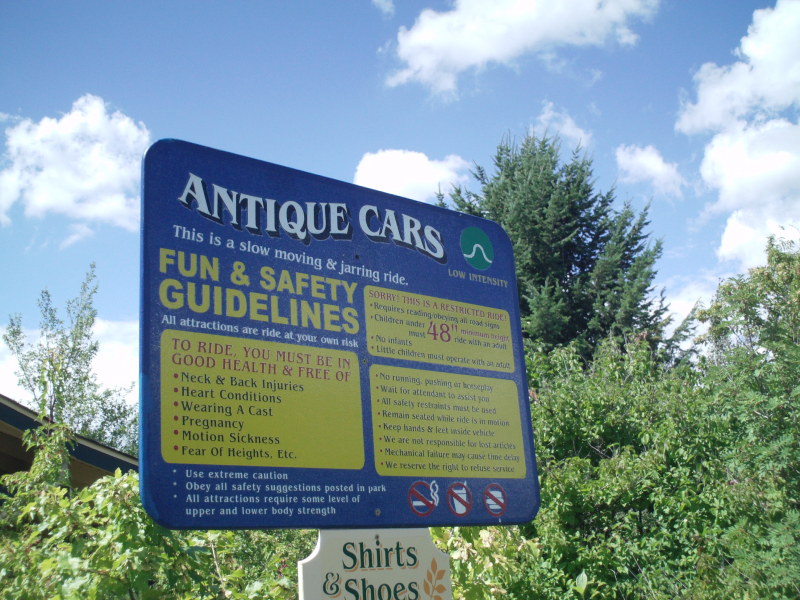 ANTIQUE CARS
This is a slow moving & jarring ride.
LOW INTENSITY
FUN & SAFETY
GUIDELINES
All attractions are ride at your own risk
TO RIDE, YOU MUST BE IN
GOOD HEALTH & FREE OF
• Neck & Back Injuries
• Heart Conditions
• Wearing A Cast
• Pregnancy
• Motion Sickness
• Fear Of Heights, Etc.
* Use extreme caution
* Obey all safety suggestions posted in park
* All attractions require some level of
upper and lower body strength
SORRY! THIS IS A RESTRICTED RIDE!
• Requires reading/obeying all road signs
• Children under 48" minimum height
must ride with an adult
• No infants
• Little children must operate with an adult
• No running, pushing or horseplay
• Wait for attendant to assist you
• All safety restraints must be used
• Remain seated while ride is in motion
• Keep hands & feet inside vehicle
• We are not responsible for lost articles
• Mechanical failure may cause time delay
• We reserve the right to refuse service
Shirts
& Shoes